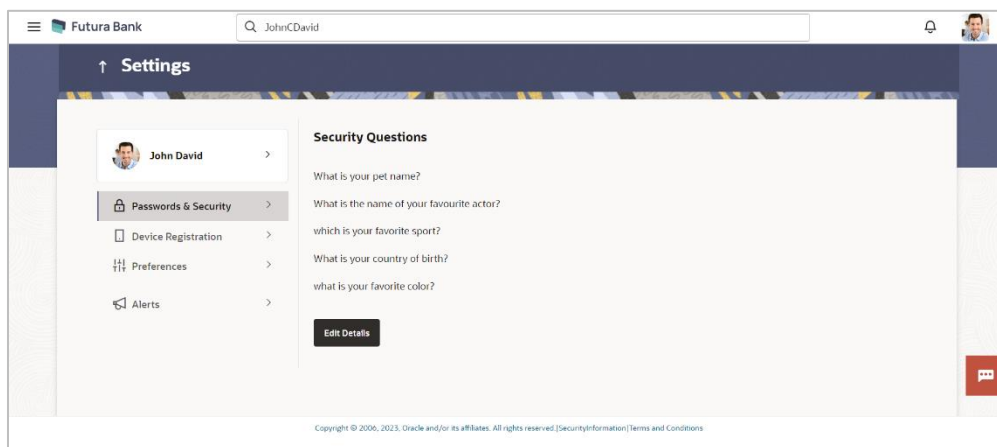 Futura Bank
JohnCDavid
↑ Settings
John David
Passwords & Security
Device Registration
Preferences
Alerts
Security Questions
What is your pet name?
What is the name of your favourite actor?
which is your favorite sport?
What is your country of birth?
what is your favorite color?
Edit Details
Copyright © 2006, 2023, Oracle and/or its affiliates. All rights reserved.|SecurityInformation|Terms and Conditions